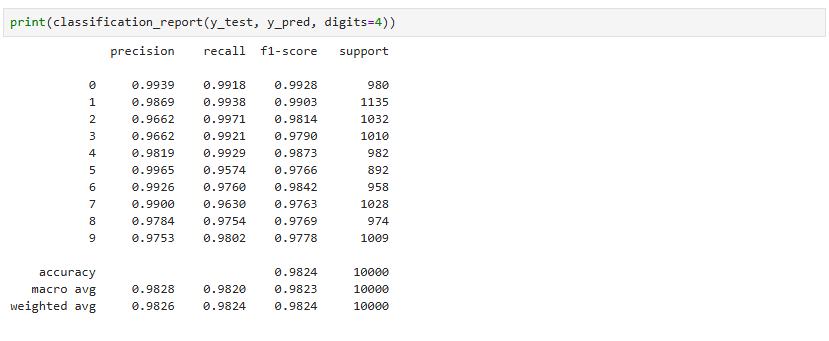 print(classification_report(y_test, y_pred, digits=4))
precision recall f1-score support
0 0.9939 0.9918 0.9928 980
1 0.9869 0.9938 0.9903 1135
2 0.9662 0.9971 0.9814 1032
3 0.9662 0.9921 0.9790 1010
4 0.9819 0.9929 0.9873 982
5 0.9965 0.9574 0.9766 892
6 0.9926 0.9760 0.9842 958
7 0.9900 0.9630 0.9763 1028
8 0.9784 0.9754 0.9769 974
9 0.9753 0.9802 0.9778 1009
accuracy 0.9824 10000
macro avg 0.9828 0.9820 0.9823 10000
weighted avg 0.9826 0.9824 0.9824 10000